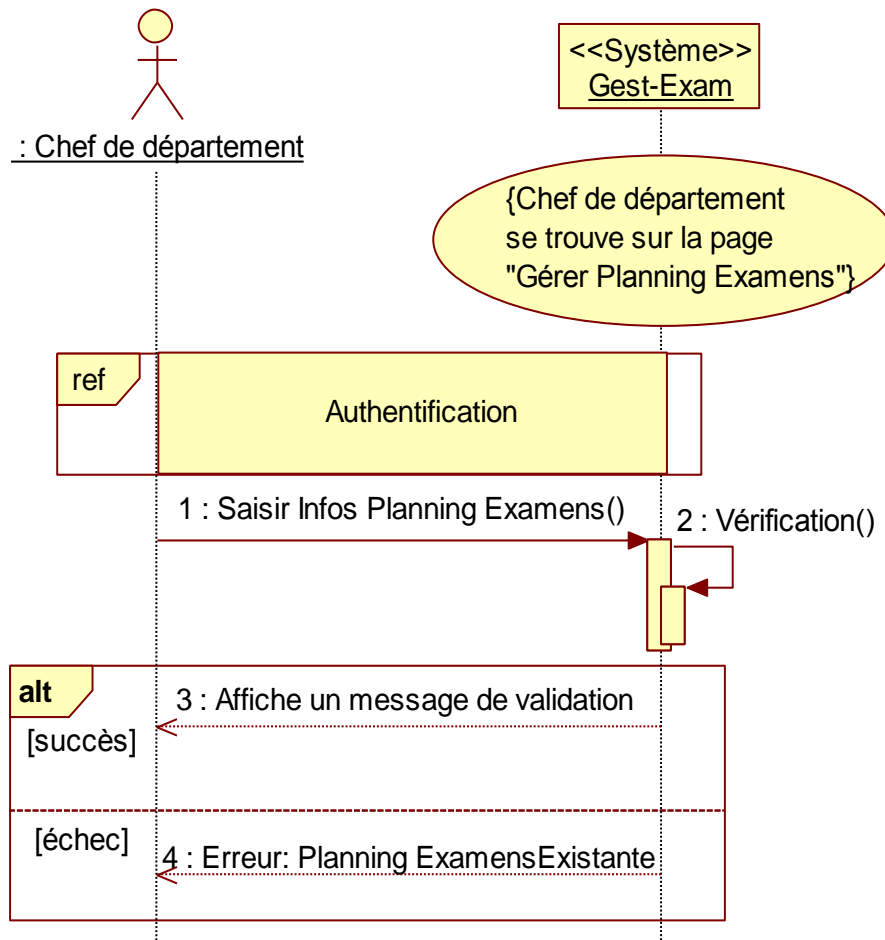 <<Système>>
Gest-Exam
: Chef de département
{Chef de département
se trouve sur la page
"Gérer Planning Examens"}
ref
Authentification
1 : Saisir Infos Planning Examens()
2 : Vérification()
alt
3 : Affiche un message de validation
[succès]
[échec]
4 : Erreur: Planning ExamensExistante